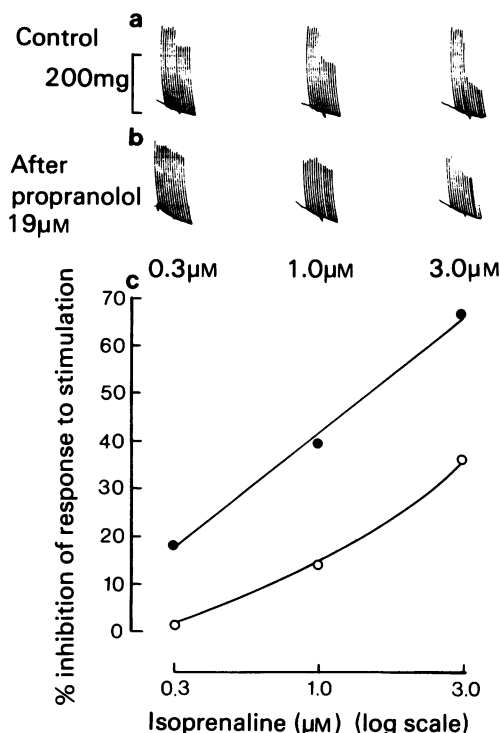 a
Control
200mg
b
After
propranolol
19μM
0.3μM 1.0μM 3.0μM
c
% inhibition of response to stimulation
70
60
50
40
30
20
10
0
0.3 1.0 3.0
Isoprenaline (μM) (log scale)